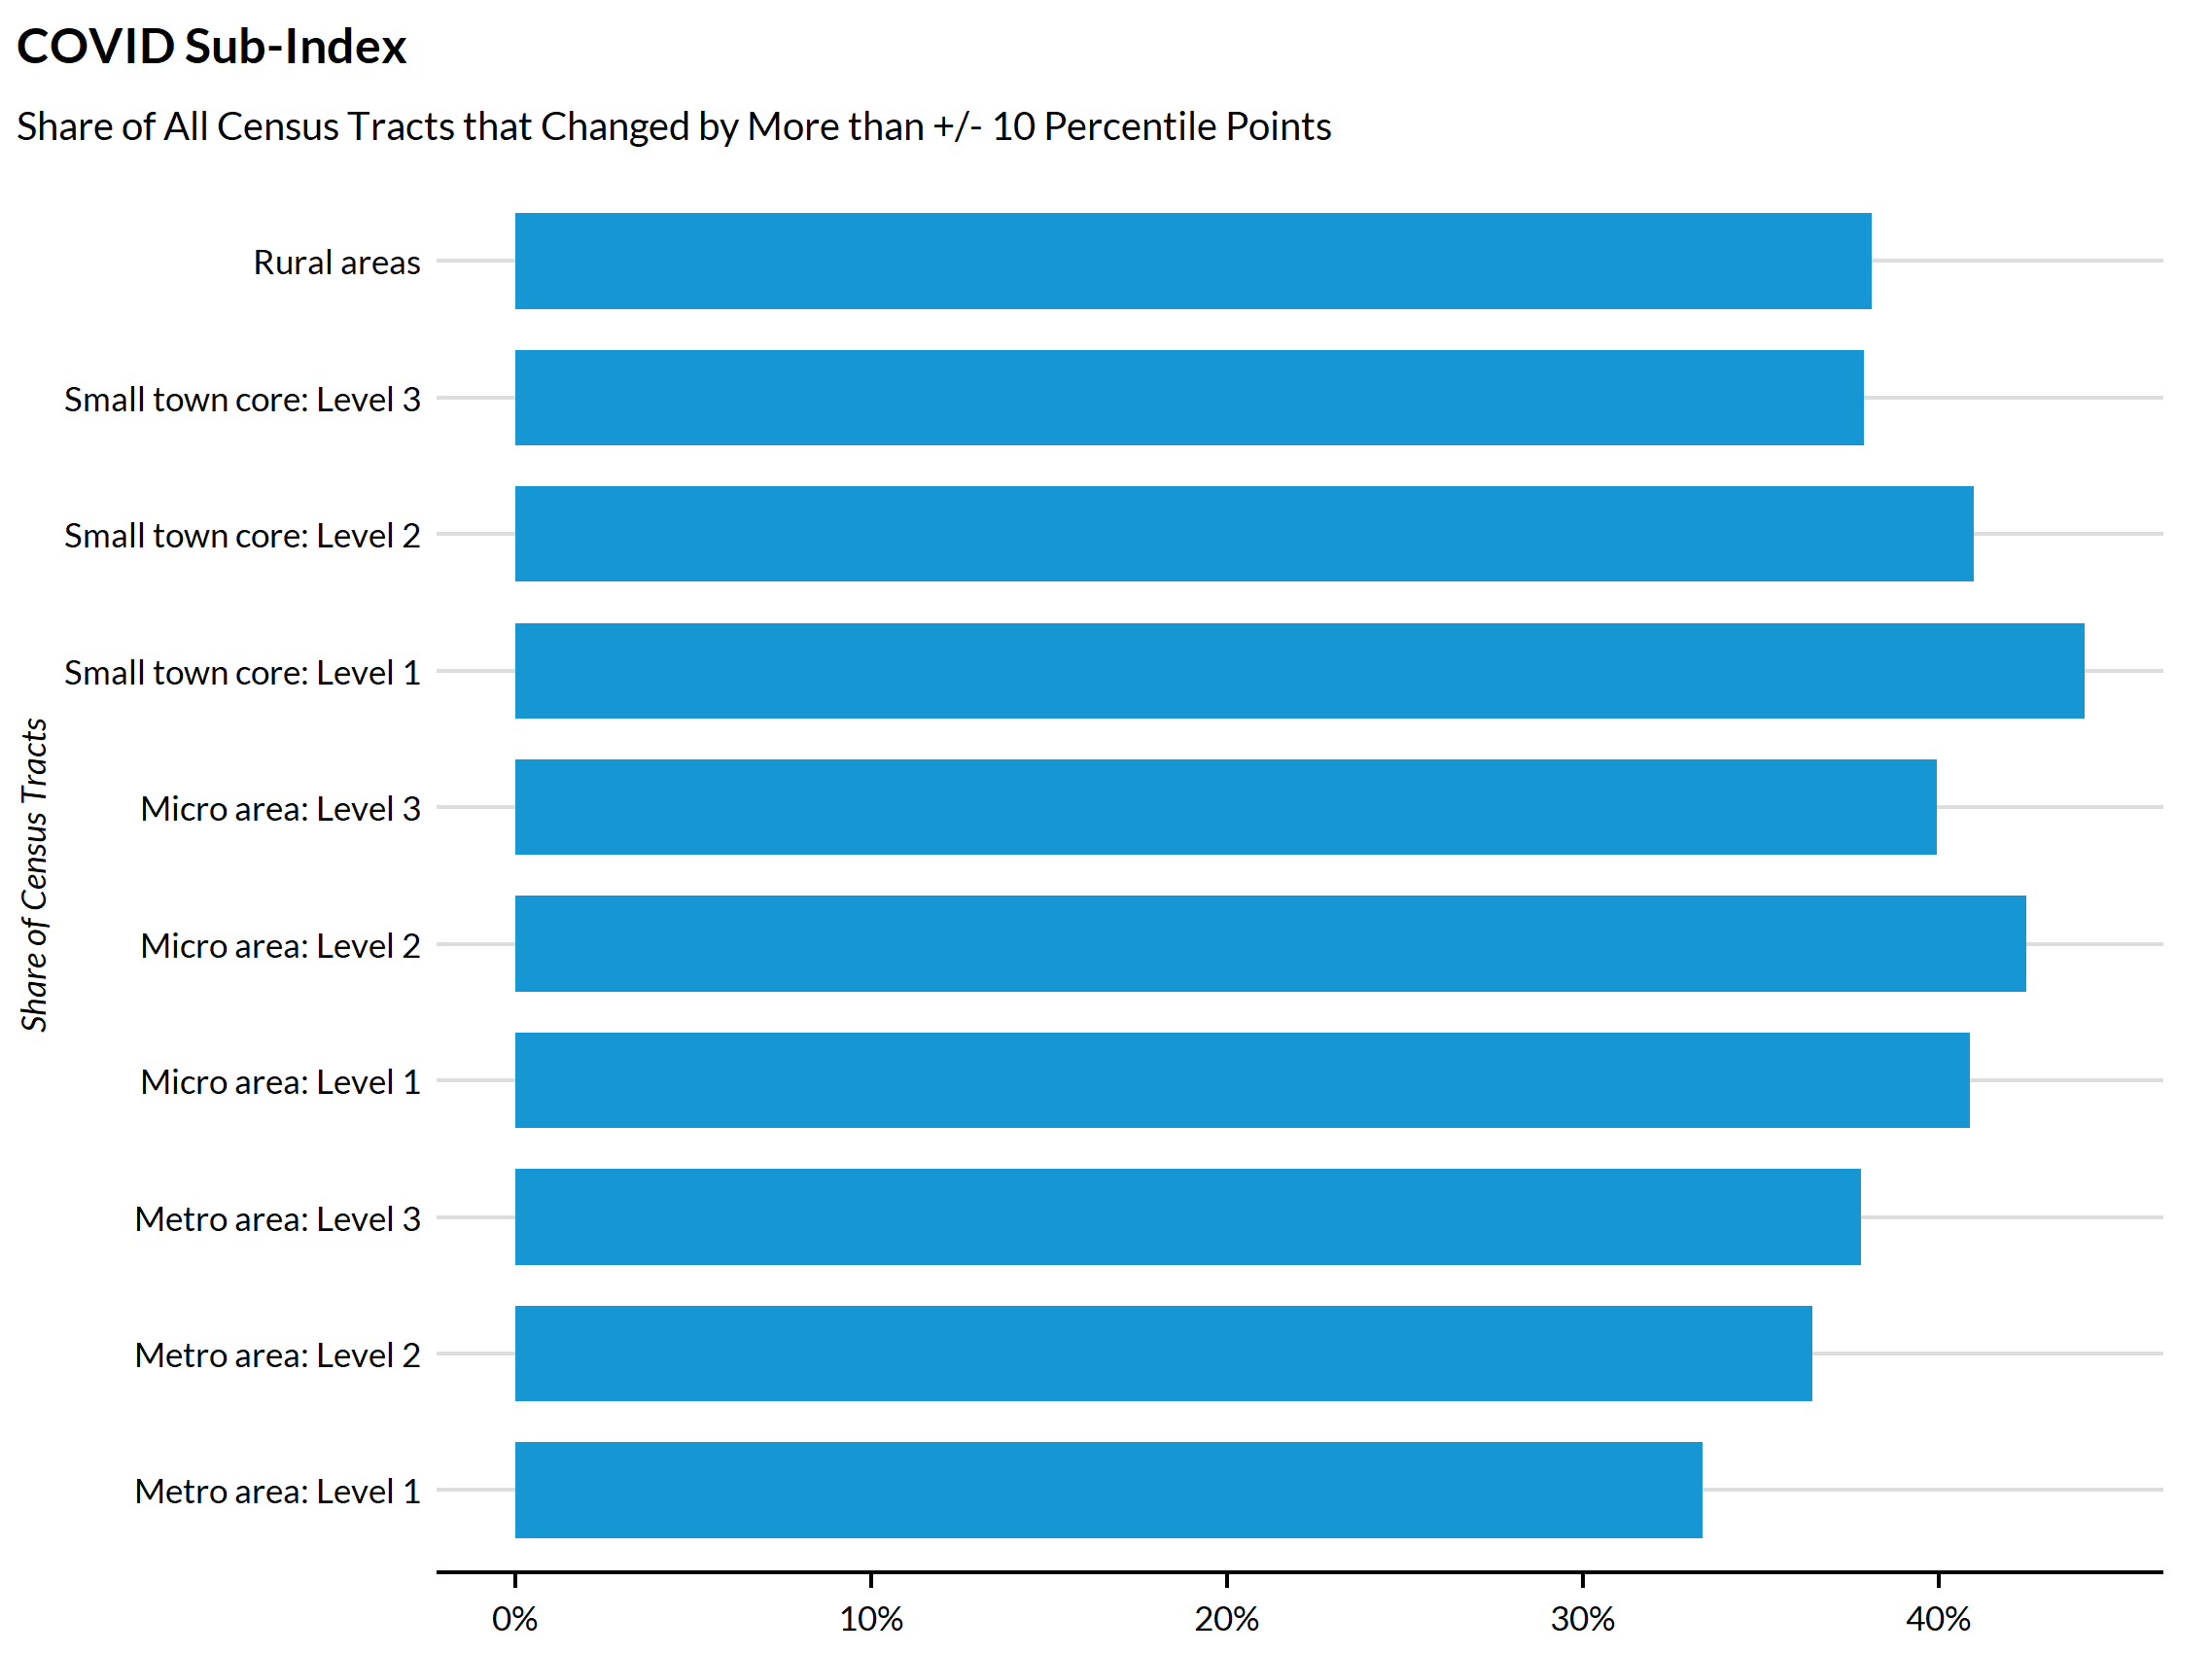 COVID Sub-Index
Share of All Census Tracts that Changed by More than +/- 10 Percentile Points
Share of Census Tracts
Rural areas
Small town core: Level 3
Small town core: Level 2
Small town core: Level 1
Micro area: Level 3
Micro area: Level 2
Micro area: Level 1
Metro area: Level 3
Metro area: Level 2
Metro area: Level 1
0% 10% 20% 30% 40%